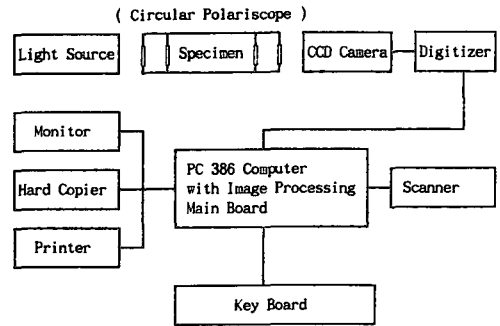 ( Circular Polariscope )
Light Source
Specimen
CCD Camera
Digitizer
Monitor
Hard Copier
Printer
PC 386 Computer
with Image Processing
Main Board
Scanner
Key Board